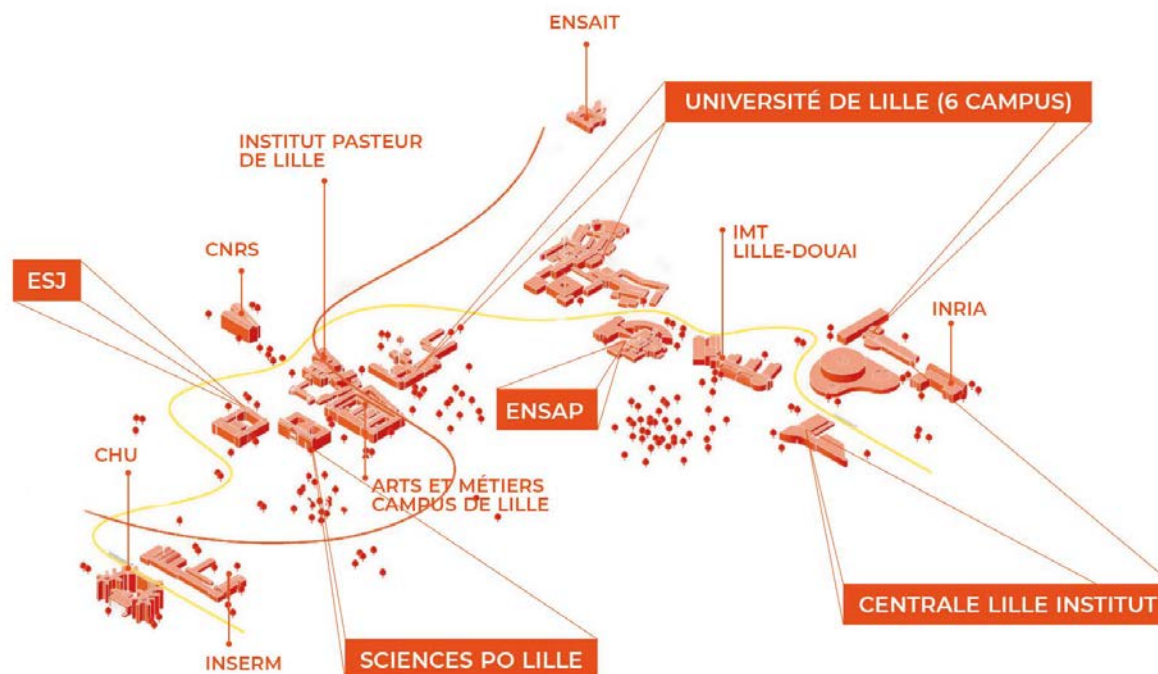 ENSAIT
UNIVERSITÉ DE LILLE (6 CAMPUS)
INSTITUT PASTEUR
DE LILLE
IMT
LILLE-DOUAI
CNRS
ESJ
INRIA
ENSAP
CHU
ARTS ET MÉTIERS
CAMPUS DE LILLE
CENTRALE LILLE INSTITUT
INSERM
SCIENCES PO LILLE